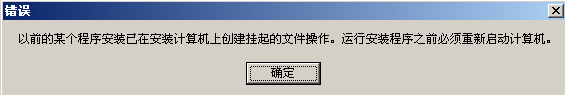 错误
以前的某个程序安装已在安装计算机上创建挂起的文件操作。运行安装程序之前必须重新启动计算机。
确定